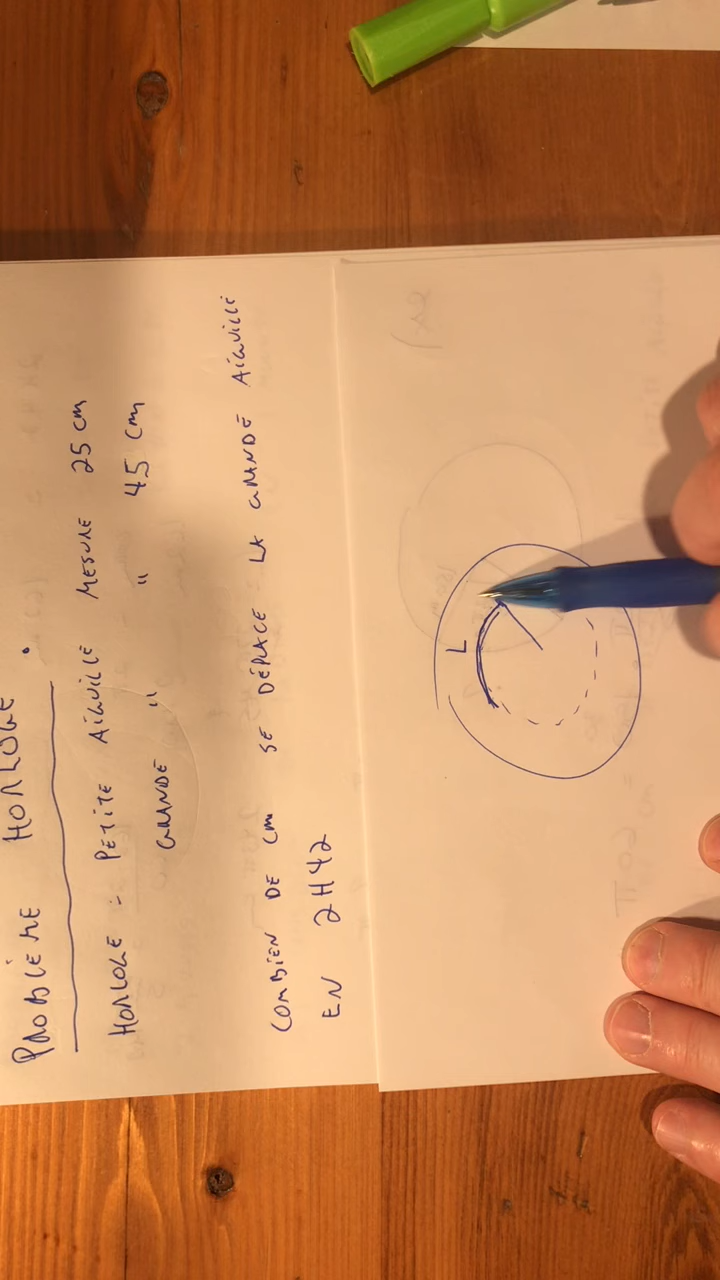 PROBLÈME HORLOGE.
HORLOGE : PETITE AIGUILLE MESURE 25 cm
GRANDE " " 45 cm
COMBIEN DE cm SE DÉPLACE LA GRANDE AIGUILLE
EN 2H42
L